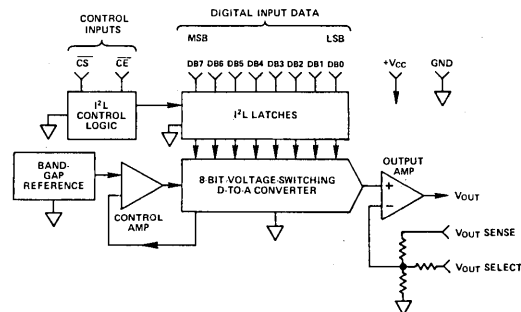 CONTROL
INPUTS
DIGITAL INPUT DATA
MSB LSB
CS CE
DB7 DB6 DB5 DB4 DB3 DB2 DB1 DB0
+VCC GND
I²L
CONTROL
LOGIC
I²L LATCHES
BAND-
GAP
REFERENCE
CONTROL
AMP
8-BIT-VOLTAGE-SWITCHING
D-TO-A CONVERTER
OUTPUT
AMP
+
−
VOUT
VOUT SENSE
VOUT SELECT